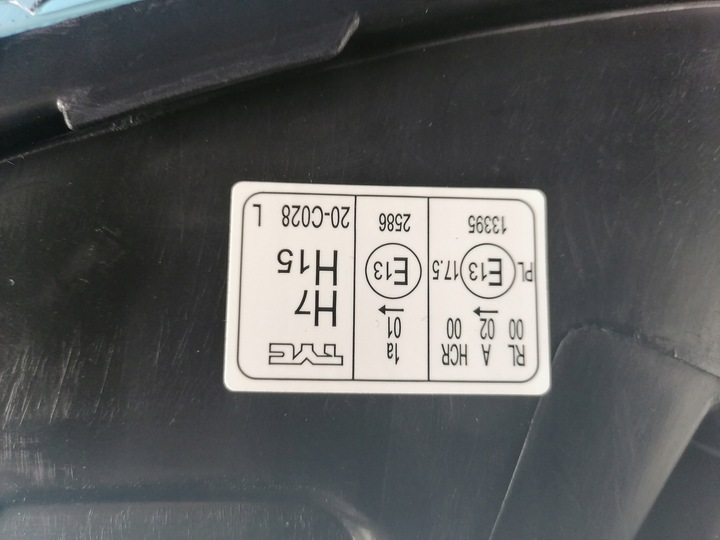 RL A HCR
00 02 00
PL E13 17.5
13395
1a
01
E13
2586
TYC
H7
H15
20-C028 L